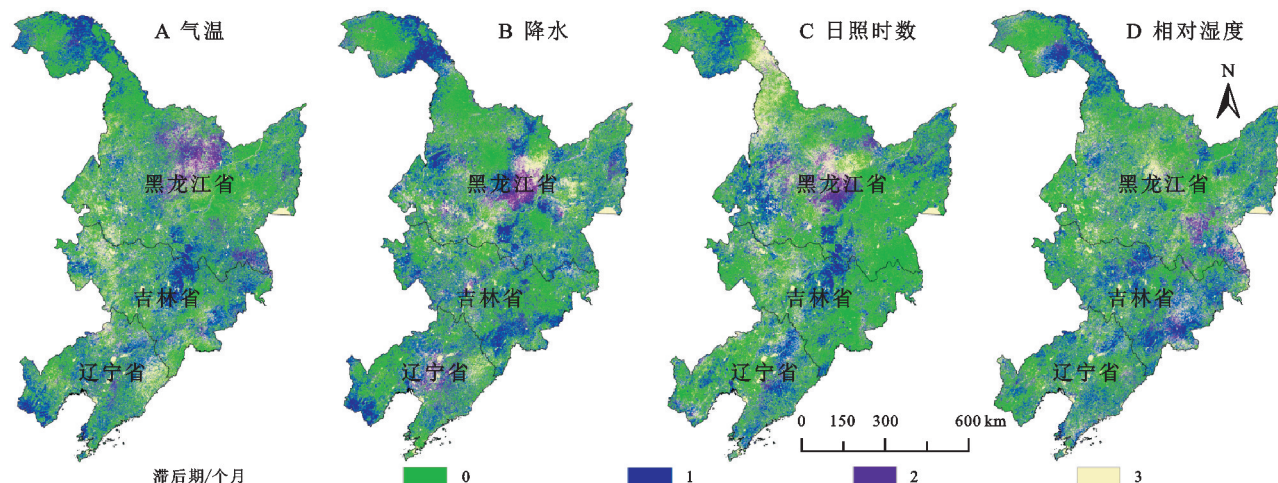 A 气温
B 降水
C 日照时数
D 相对湿度
N
黑龙江省
黑龙江省
黑龙江省
黑龙江省
吉林省
吉林省
吉林省
吉林省
辽宁省
辽宁省
辽宁省
辽宁省
0 150 300 600 km
滞后期/个月 0 1 2 3